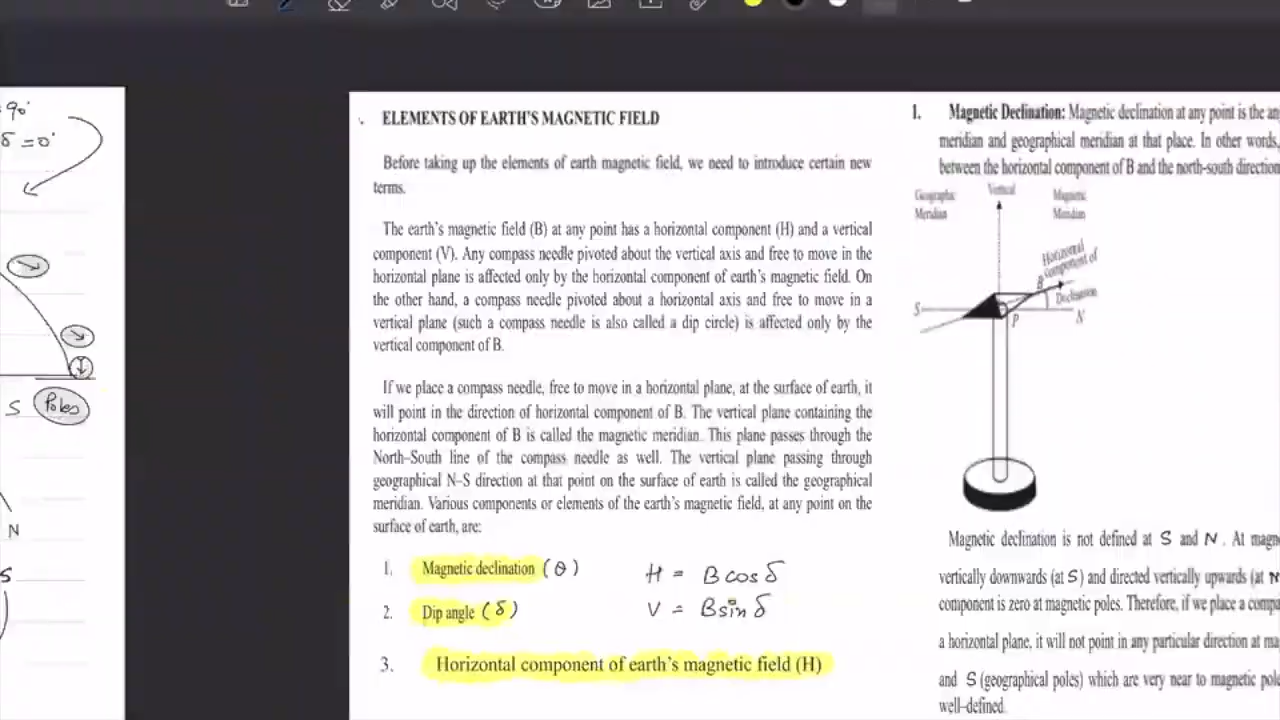 = 90°
δ = 0°
S Poles
N
S
ELEMENTS OF EARTH'S MAGNETIC FIELD
Before taking up the elements of earth magnetic field, we need to introduce certain new
terms.
The earth's magnetic field (B) at any point has a horizontal component (H) and a vertical
component (V). Any compass needle pivoted about the vertical axis and free to move in the
horizontal plane is affected only by the horizontal component of earth's magnetic field. On
the other hand, a compass needle pivoted about a horizontal axis and free to move in a
vertical plane (such a compass needle is also called a dip circle) is affected only by the
vertical component of B.
If we place a compass needle, free to move in a horizontal plane, at the surface of earth, it
will point in the direction of horizontal component of B. The vertical plane containing the
horizontal component of B is called the magnetic meridian. This plane passes through the
North–South line of the compass needle as well. The vertical plane passing through
geographical N–S direction at that point on the surface of earth is called the geographical
meridian. Various components or elements of the earth's magnetic field, at any point on the
surface of earth, are:
1. Magnetic declination (θ) H = B cos δ
2. Dip angle (δ) V = B sin δ
3. Horizontal component of earth's magnetic field (H)
1. Magnetic Declination: Magnetic declination at any point is the
meridian and geographical meridian at that place. In other words,
between the horizontal component of B and the north-south direction
Geographic Vertical Magnetic
Meridian Meridian
Horizontal
component of
B
Declination
S P N
Magnetic declination is not defined at S and N. At
vertically downwards (at S) and directed vertically upwards (at N
component is zero at magnetic poles. Therefore, if we place a
a horizontal plane, it will not point in any particular direction at
and S (geographical poles) which are very near to magnetic
well–defined.